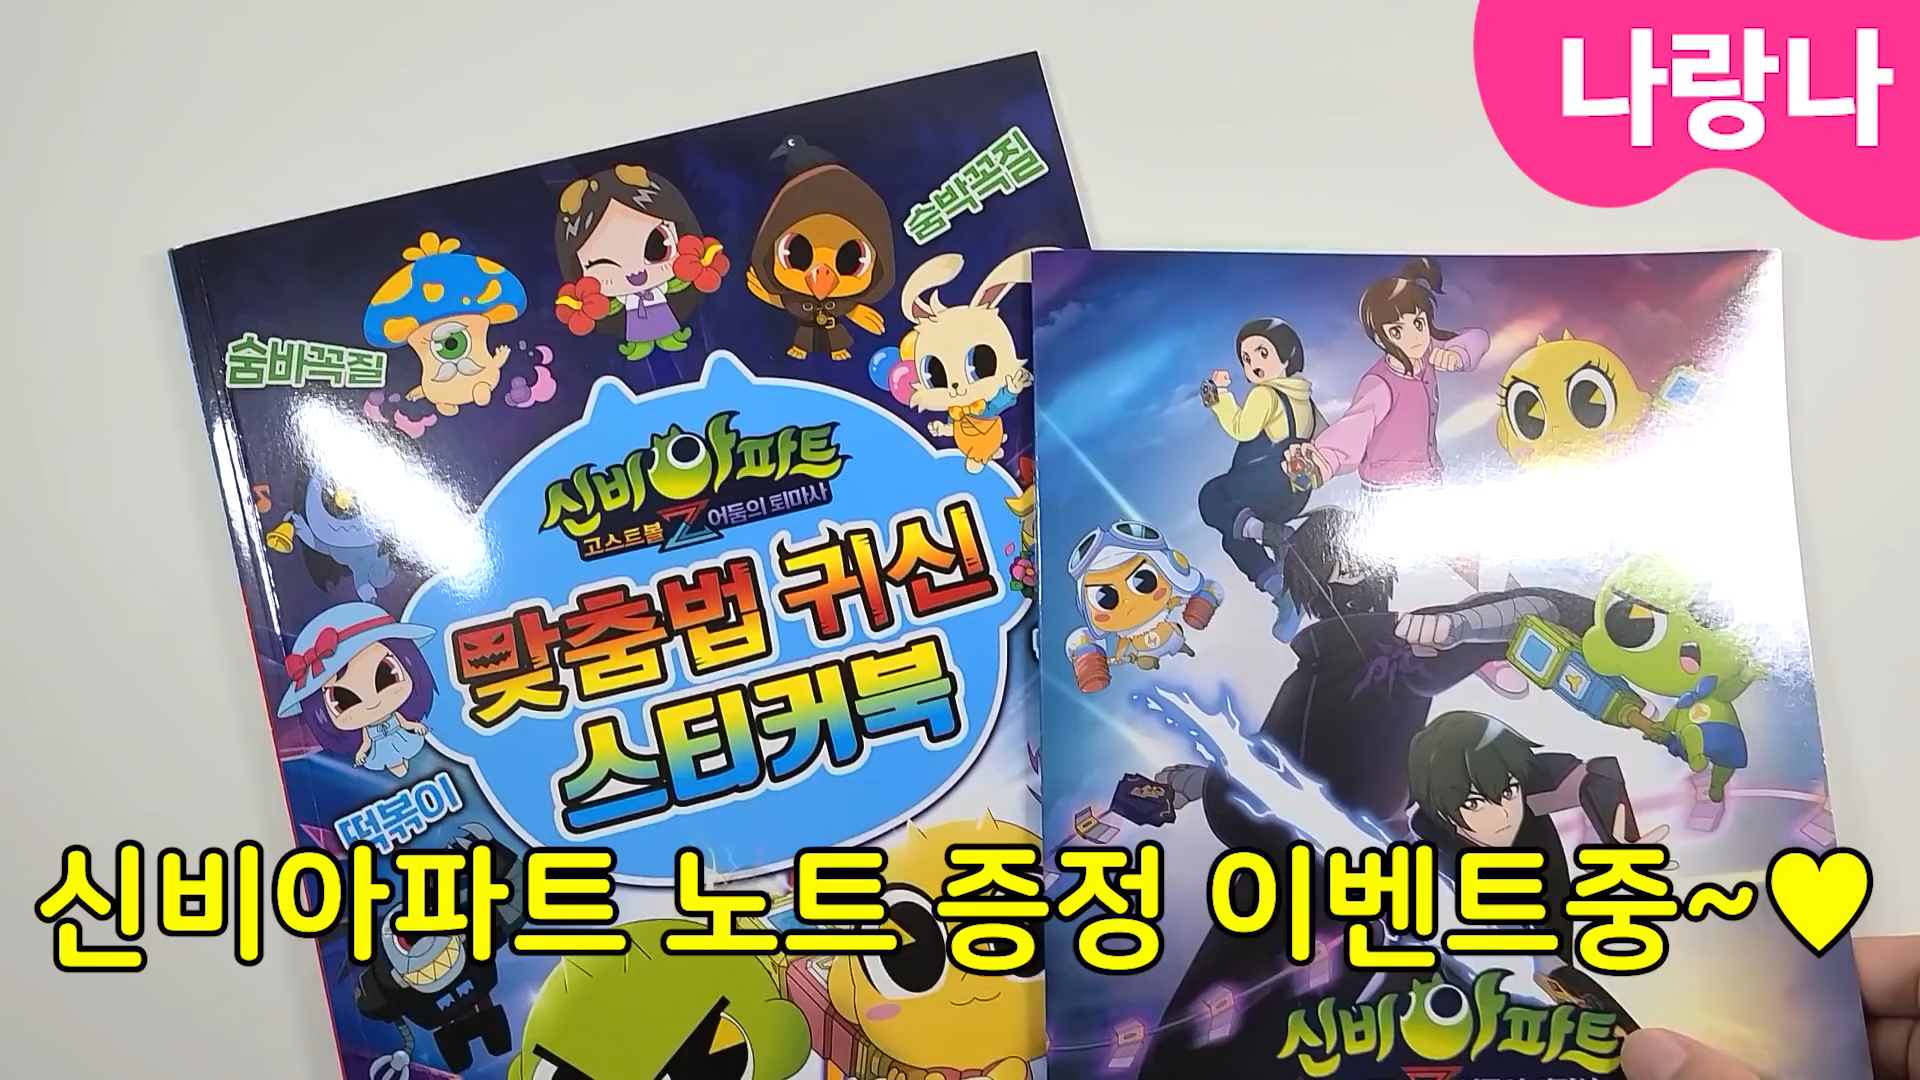 나랑나
숨박꼭질
숨바꼭질
신비아파트
고스트볼 Z 어둠의 퇴마사
맞춤법 귀신
스티커북
떡볶이
신비아파트 노트 증정 이벤트중~♥
신비아파트